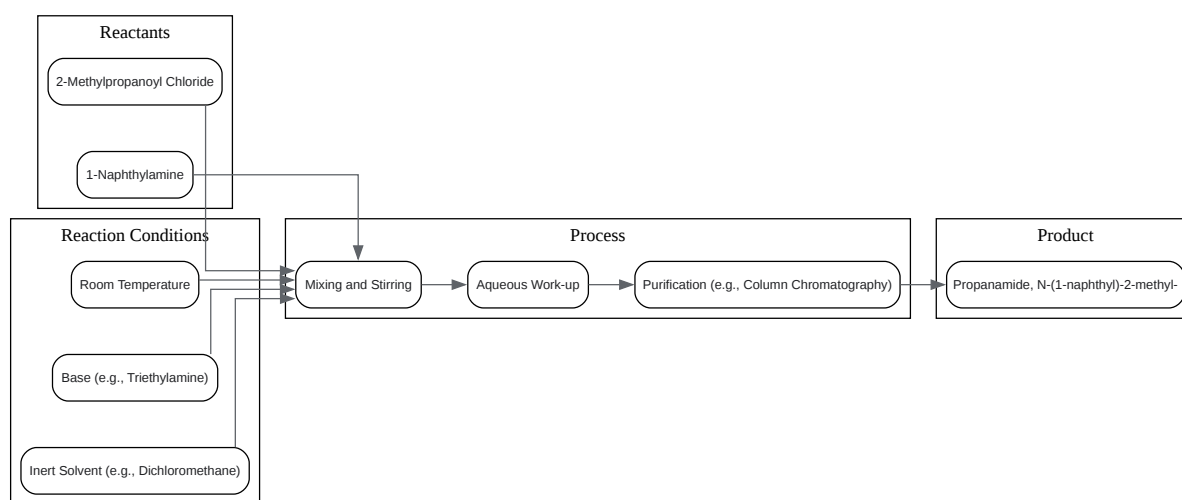 Reactants
2-Methylpropanoyl Chloride
1-Naphthylamine
Reaction Conditions
Room Temperature
Base (e.g., Triethylamine)
Inert Solvent (e.g., Dichloromethane)
Process
Mixing and Stirring
Aqueous Work-up
Purification (e.g., Column Chromatography)
Product
Propanamide, N-(1-naphthyl)-2-methyl-